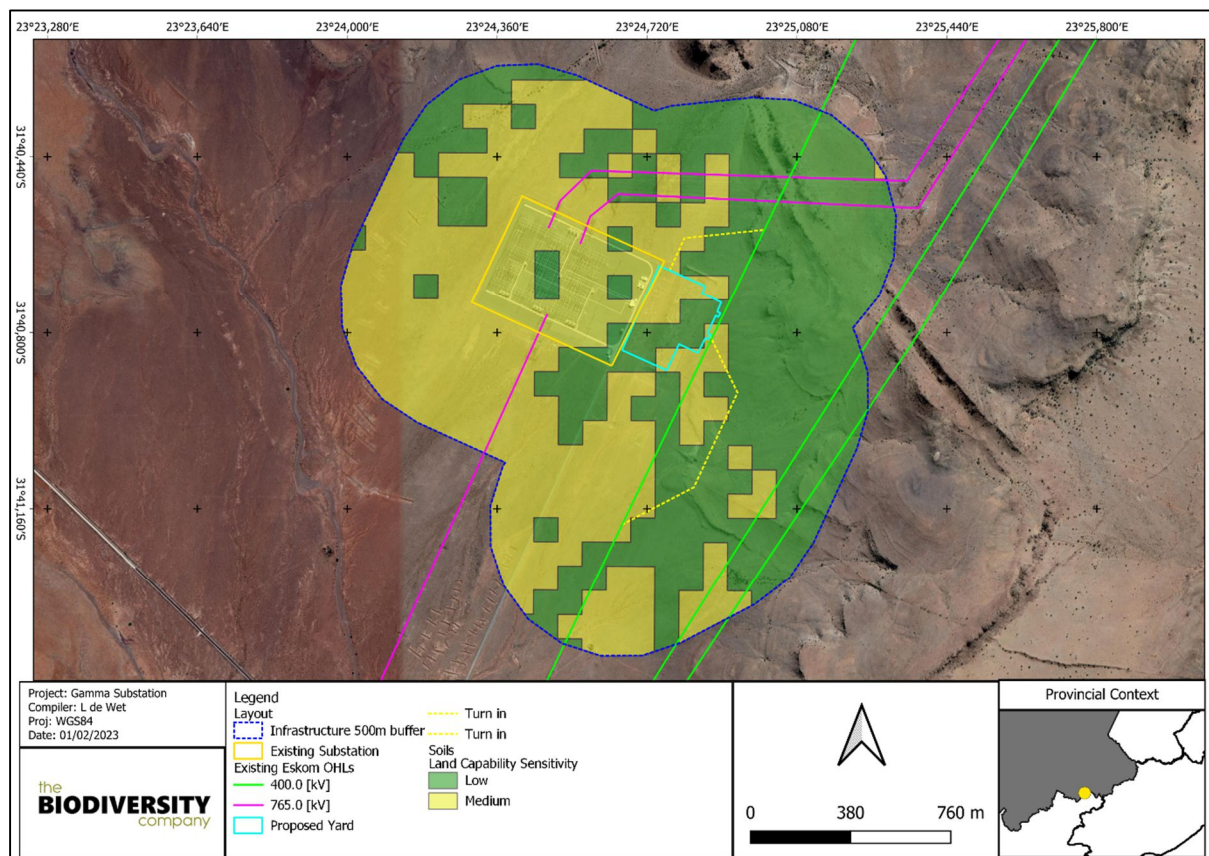 23°23,280′E 23°23,640′E 23°24,000′E 23°24,360′E 23°24,720′E 23°25,080′E 23°25,440′E 23°25,800′E
31°40,440′S
31°40,800′S
31°41,160′S
Project: Gamma Substation
Compiler: L de Wet
Proj: WGS84
Date: 01/02/2023
the
BIODIVERSITY
company
Legend
Layout
Infrastructure 500m buffer
Existing Substation
Existing Eskom OHLs
400.0 [kV]
765.0 [kV]
Proposed Yard
Turn in
Turn in
Soils
Land Capability Sensitivity
Low
Medium
0 380 760 m
Provincial Context